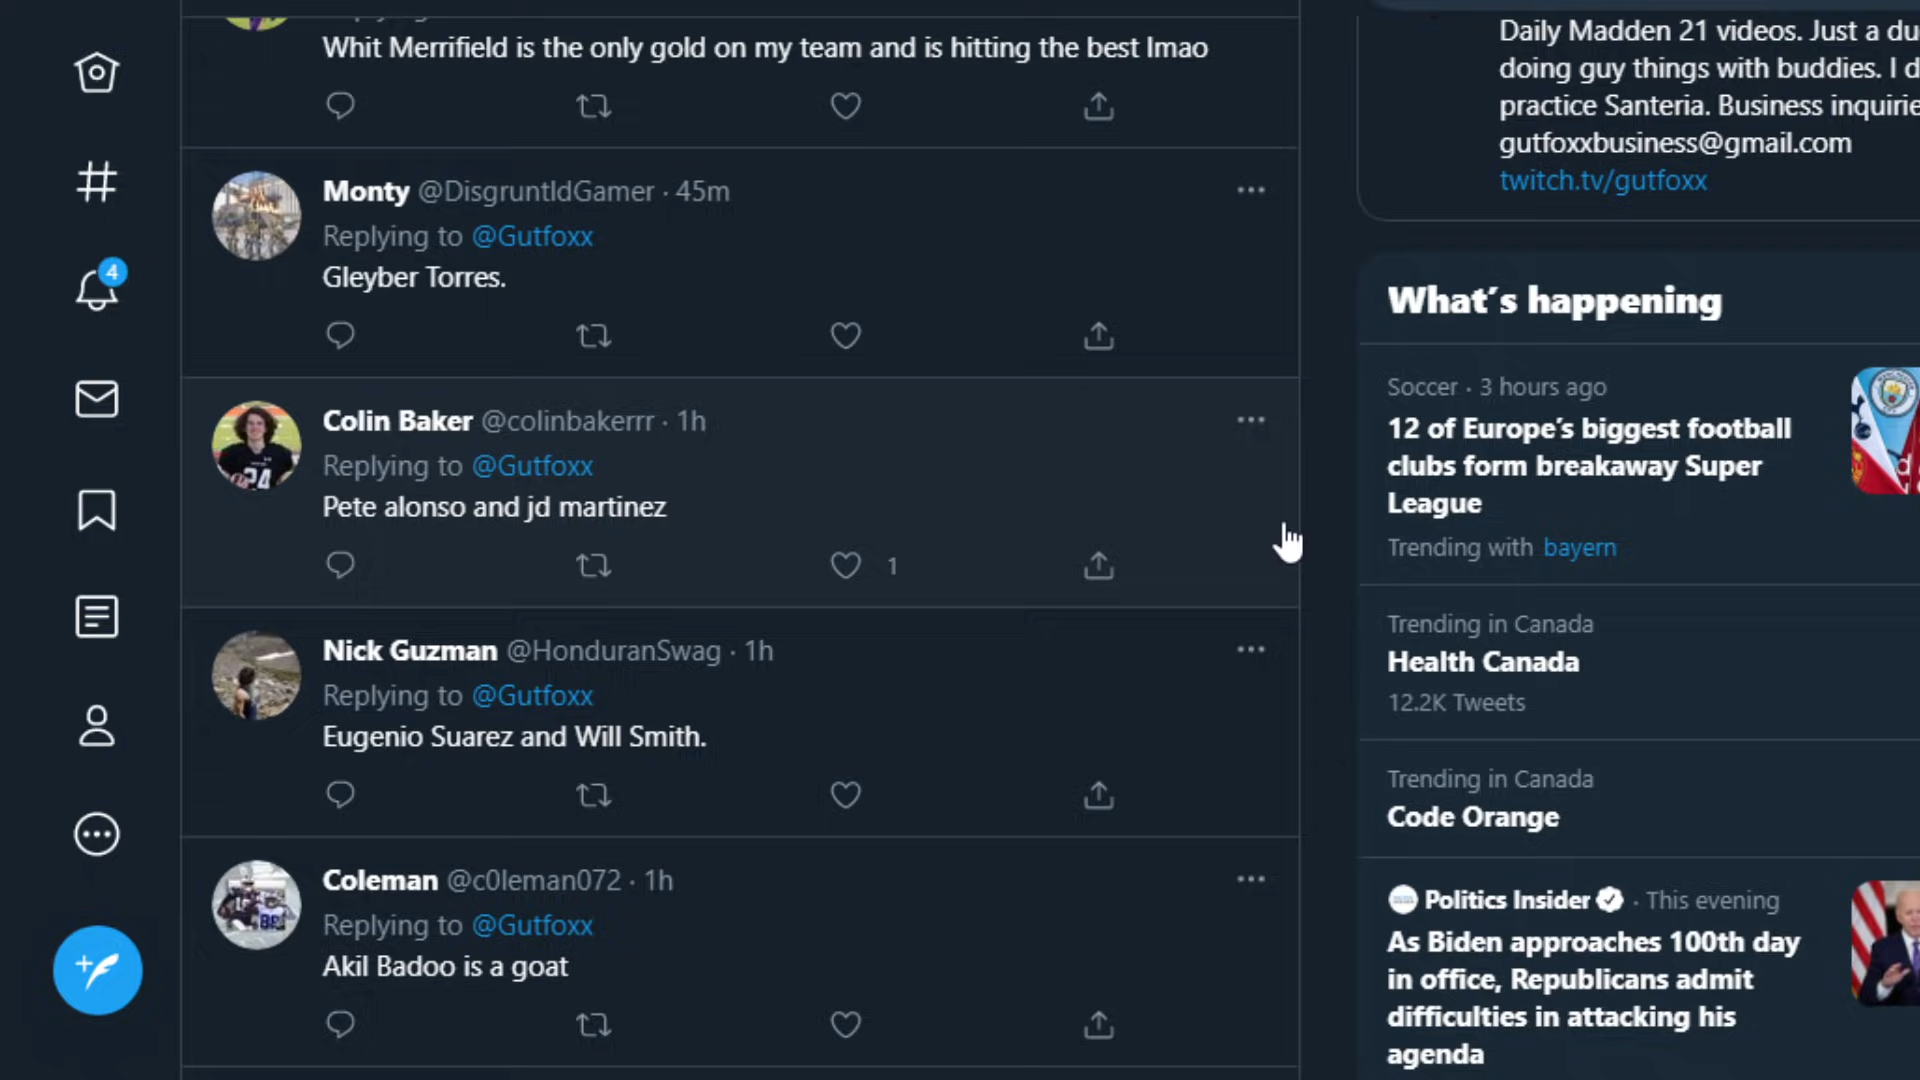 Whit Merrifield is the only gold on my team and is hitting the best lmao
Monty @DisgruntldGamer · 45m
Replying to @Gutfoxx
Gleyber Torres.
Colin Baker @colinbakerrr · 1h
Replying to @Gutfoxx
Pete alonso and jd martinez
1
Nick Guzman @HonduranSwag · 1h
Replying to @Gutfoxx
Eugenio Suarez and Will Smith.
Coleman @c0leman072 · 1h
Replying to @Gutfoxx
Akil Badoo is a goat
4
Daily Madden 21 videos. Just a du
doing guy things with buddies. I d
practice Santeria. Business inquirie
gutfoxxbusiness@gmail.com
twitch.tv/gutfoxx
What's happening
Soccer · 3 hours ago
12 of Europe's biggest football
clubs form breakaway Super
League
Trending with bayern
Trending in Canada
Health Canada
12.2K Tweets
Trending in Canada
Code Orange
Politics Insider · This evening
As Biden approaches 100th day
in office, Republicans admit
difficulties in attacking his
agenda